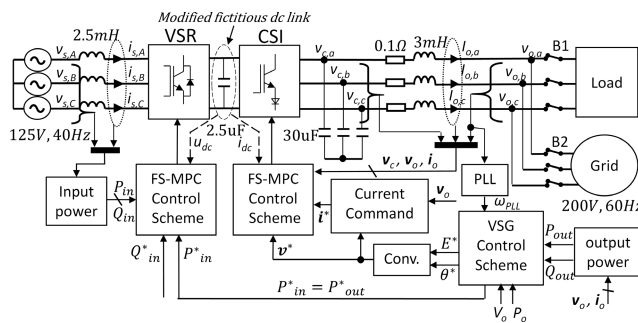 Modified fictitious dc link
2.5mH
v_s,A
i_s,A
VSR
CSI
v_c,a
0.1Ω
3mH
I_o,a
v_o,a
B1
v_s,B
i_s,B
v_c,b
I_o,b
v_o,b
Load
v_s,C
i_s,C
v_c,c
I_o,c
v_o,c
125V, 40Hz
2.5uF
30uF
B2
u_dc
i_dc
Grid
200V, 60Hz
v_c, v_o, i_o
PLL
Input power
P_in
Q_in
FS-MPC Control Scheme
FS-MPC Control Scheme
i*
Current Command
v_o
ω_PLL
Q*_in
P*_in
v*
Conv.
E*
θ*
VSG Control Scheme
P_out
Q_out
output power
P*_in = P*_out
V_o
P_o
v_o, i_o